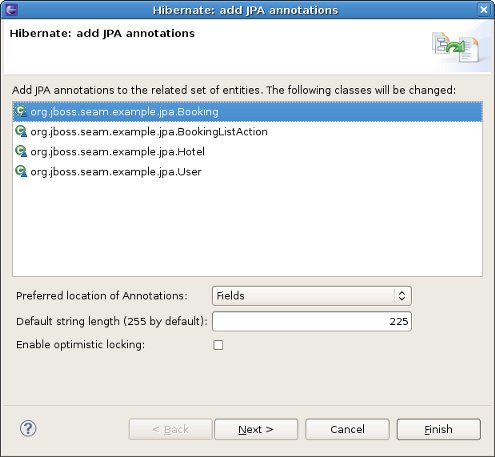 Hibernate: add JPA annotations
Hibernate: add JPA annotations
Add JPA annotations to the related set of entities. The following classes will be changed:
org.jboss.seam.example.jpa.Booking
org.jboss.seam.example.jpa.BookingListAction
org.jboss.seam.example.jpa.Hotel
org.jboss.seam.example.jpa.User
Preferred location of Annotations: Fields
Default string length (255 by default): 225
Enable optimistic locking:
? < Back Next > Cancel Finish